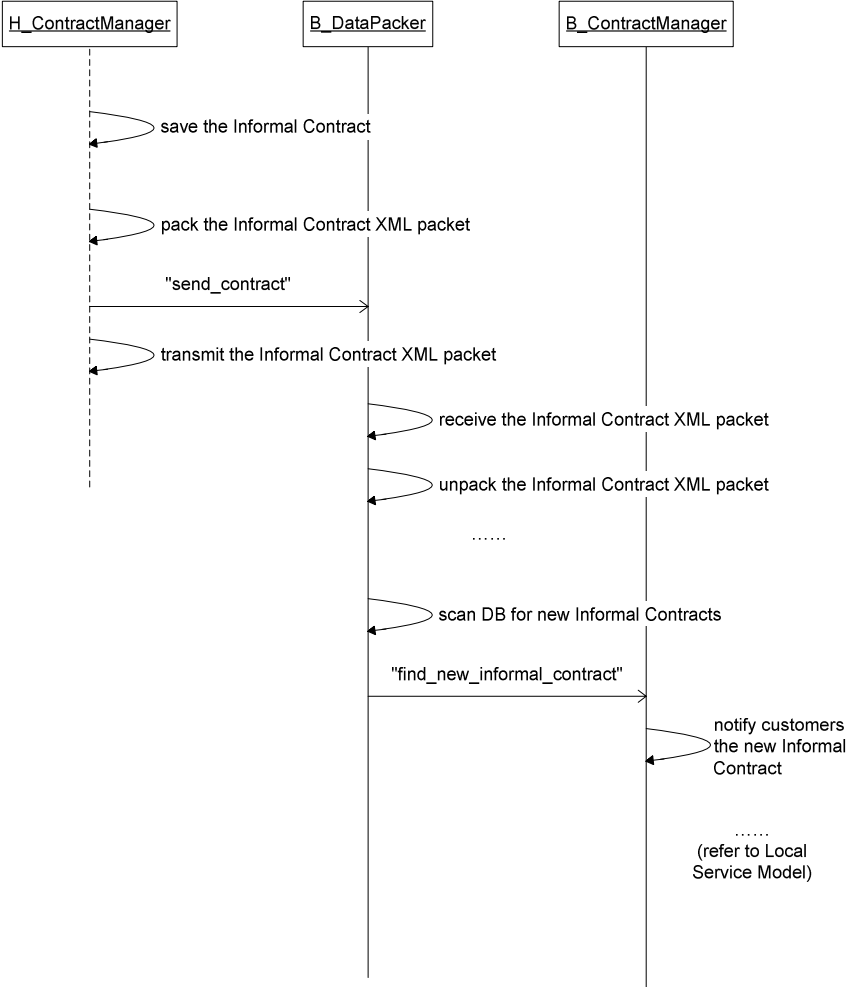 H_ContractManager
B_DataPacker
B_ContractManager
save the Informal Contract
pack the Informal Contract XML packet
"send_contract"
transmit the Informal Contract XML packet
receive the Informal Contract XML packet
unpack the Informal Contract XML packet
……
scan DB for new Informal Contracts
"find_new_informal_contract"
notify customers
the new Informal
Contract
……
(refer to Local
Service Model)